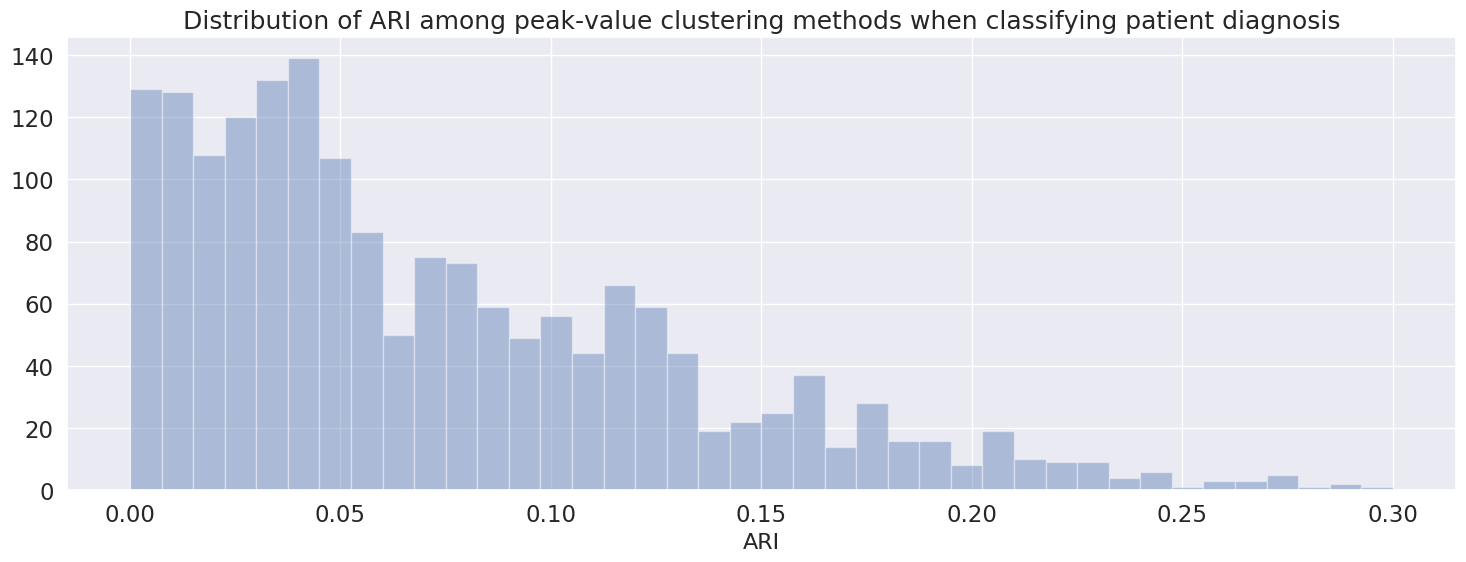 Distribution of ARI among peak-value clustering methods when classifying patient diagnosis
140
120
100
80
60
40
20
0
0.00 0.05 0.10 0.15 0.20 0.25 0.30
ARI